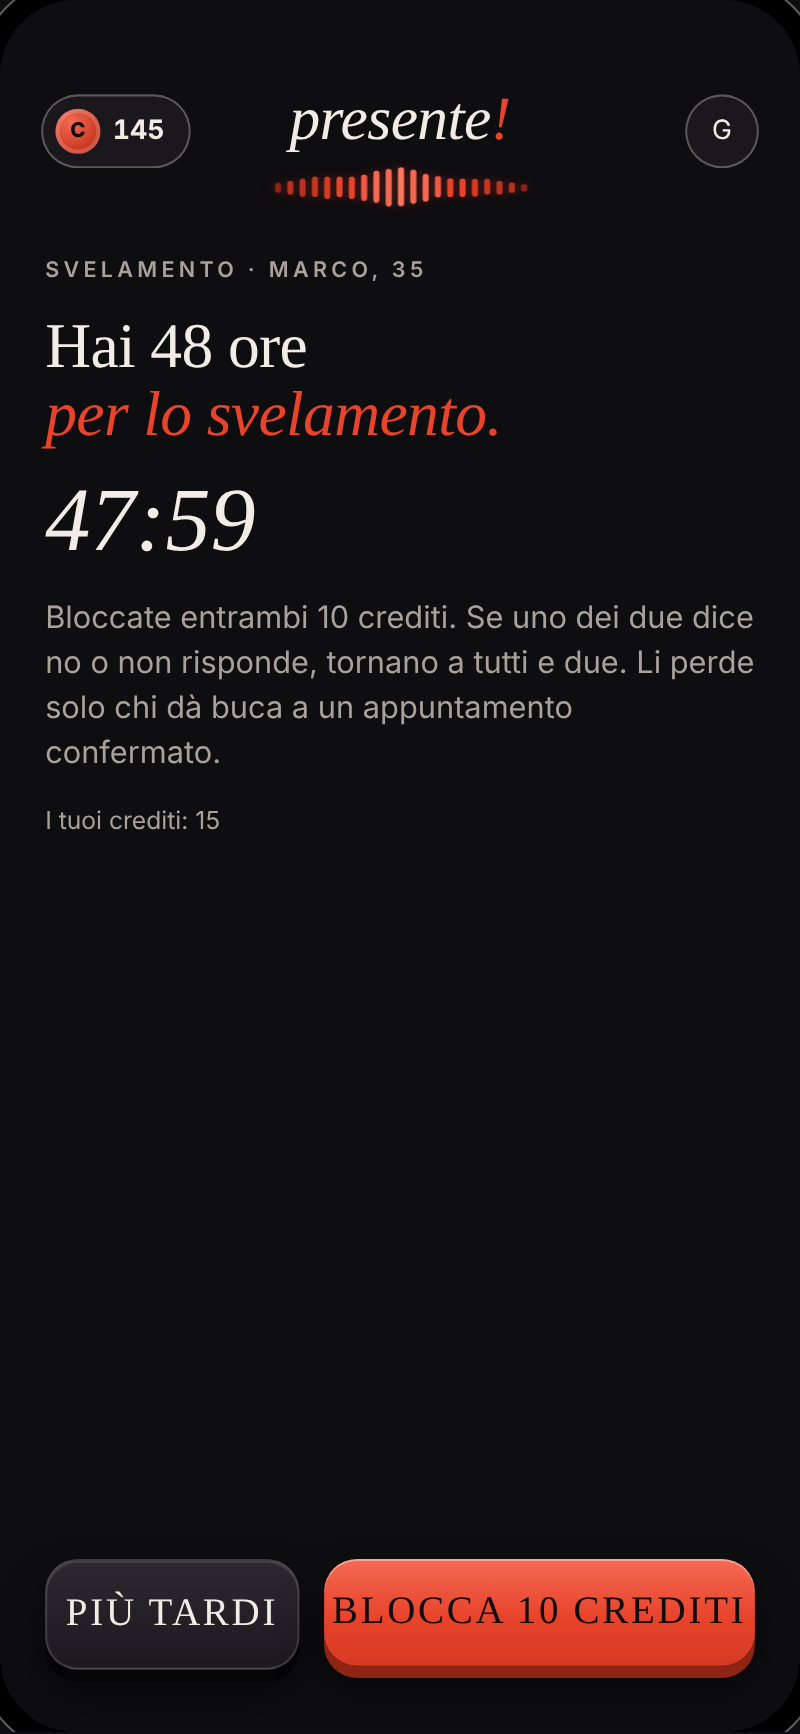 C 145
presente!
G
SVELAMENTO · MARCO, 35
Hai 48 ore
per lo svelamento.
47:59
Bloccate entrambi 10 crediti. Se uno dei due dice
no o non risponde, tornano a tutti e due. Li perde
solo chi dà buca a un appuntamento
confermato.
I tuoi crediti: 15
PIÙ TARDI
BLOCCA 10 CREDITI